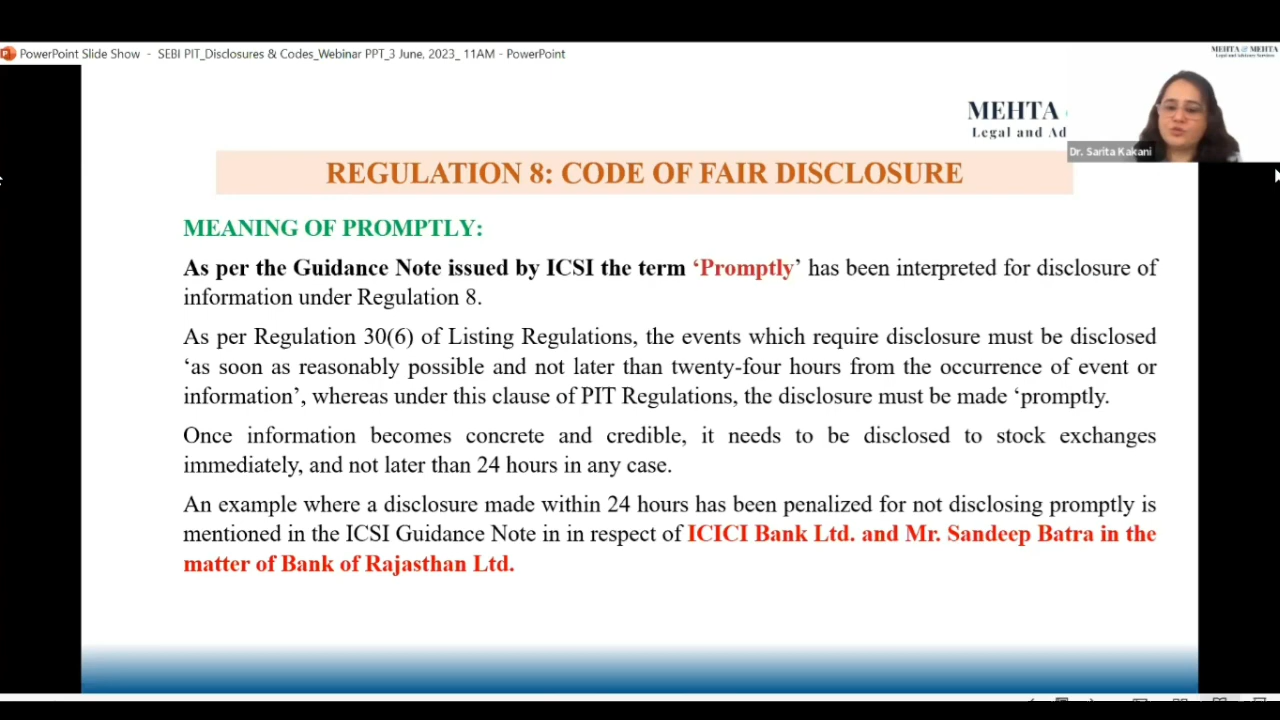 PowerPoint Slide Show - SEBI PIT_Disclosures & Codes_Webinar PPT_3 June, 2023_ 11AM - PowerPoint
MEHTA & MEHTA
Legal and Advisory Services
MEHTA
Legal and Ad
Dr. Sarita Kakani
REGULATION 8: CODE OF FAIR DISCLOSURE
MEANING OF PROMPTLY:
As per the Guidance Note issued by ICSI the term ‘Promptly’ has been interpreted for disclosure of
information under Regulation 8.
As per Regulation 30(6) of Listing Regulations, the events which require disclosure must be disclosed
‘as soon as reasonably possible and not later than twenty-four hours from the occurrence of event or
information’, whereas under this clause of PIT Regulations, the disclosure must be made ‘promptly.
Once information becomes concrete and credible, it needs to be disclosed to stock exchanges
immediately, and not later than 24 hours in any case.
An example where a disclosure made within 24 hours has been penalized for not disclosing promptly is
mentioned in the ICSI Guidance Note in in respect of ICICI Bank Ltd. and Mr. Sandeep Batra in the
matter of Bank of Rajasthan Ltd.